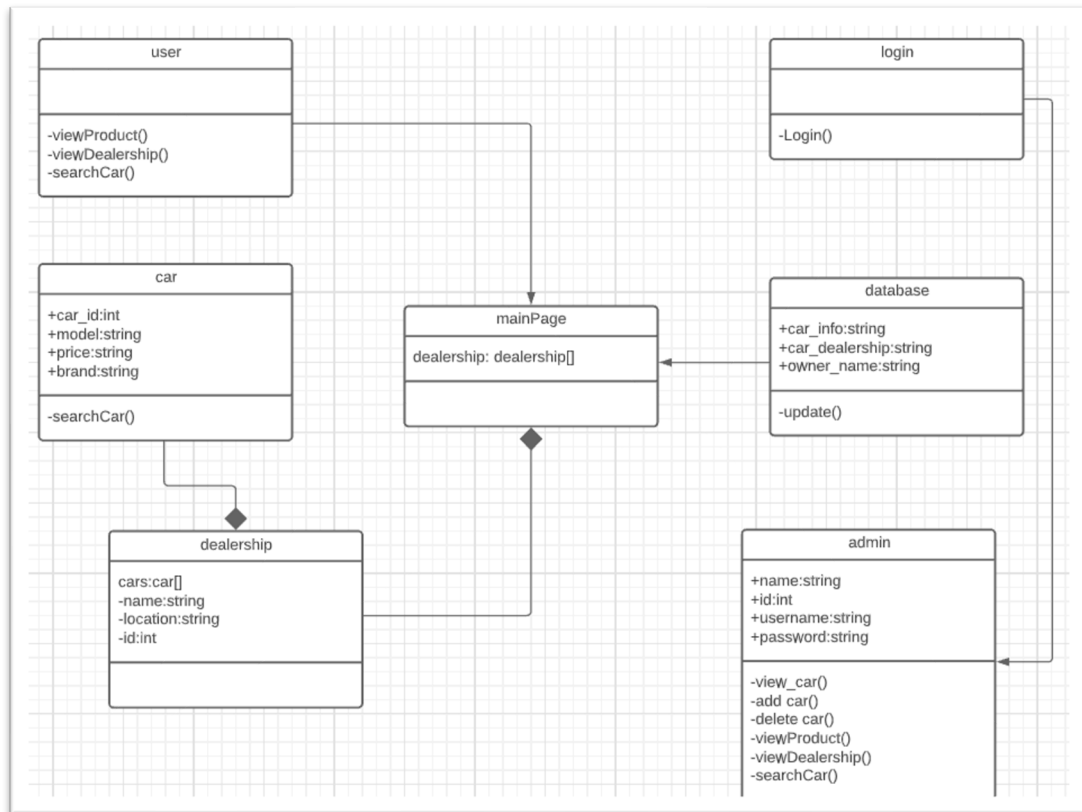 user
-viewProduct()
-viewDealership()
-searchCar()
login
-Login()
car
+car_id:int
+model:string
+price:string
+brand:string
-searchCar()
mainPage
dealership: dealership[]
database
+car_info:string
+car_dealership:string
+owner_name:string
-update()
dealership
cars:car[]
-name:string
-location:string
-id:int
admin
+name:string
+id:int
+username:string
+password:string
-view_car()
-add car()
-delete car()
-viewProduct()
-viewDealership()
-searchCar()